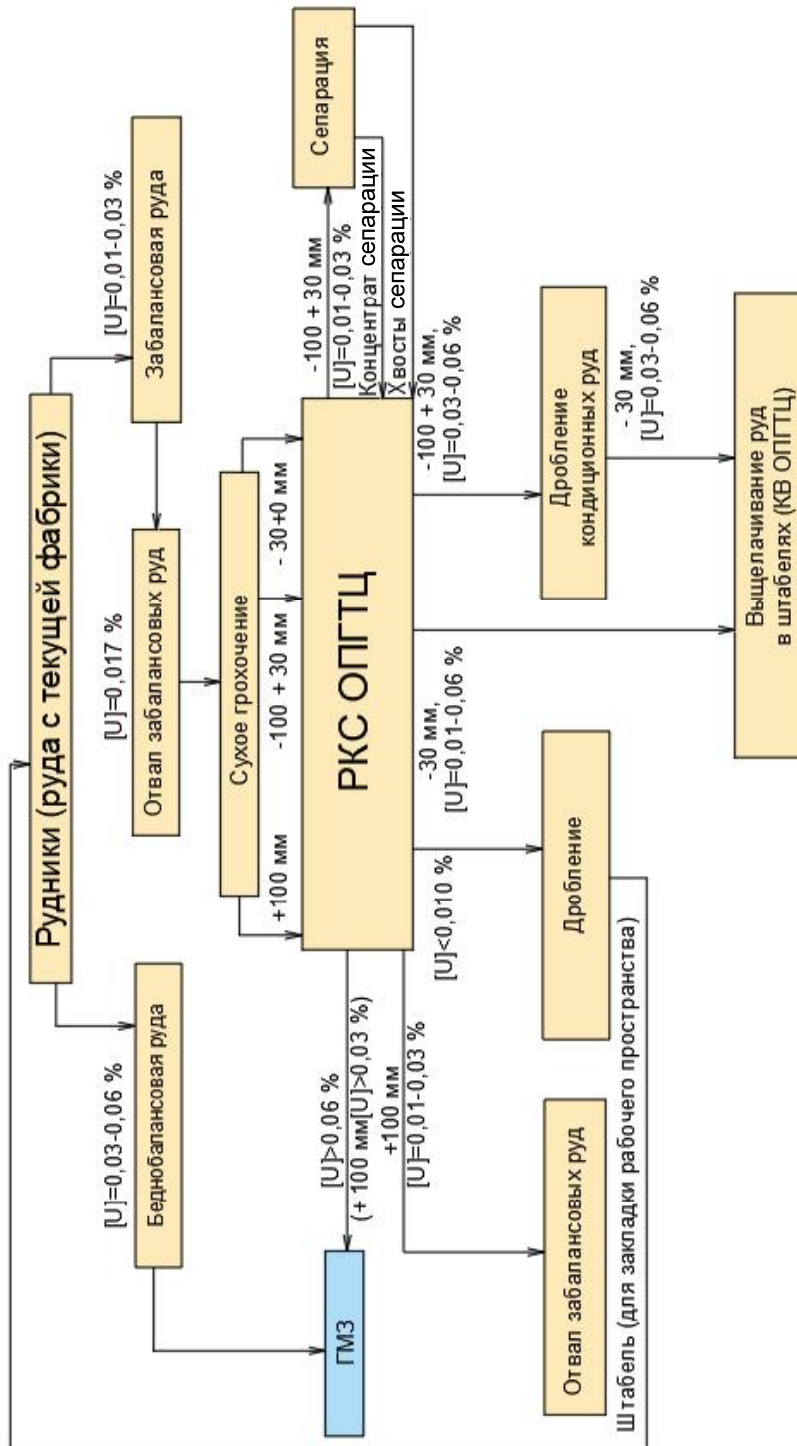 Рудники (руда с текущей фабрики)
[U]=0,03-0,06 %
Беднобалансовая руда
[U]=0,01-0,03 %
Забалансовая руда
[U]=0,017 %
Отвал забалансовых руд
Сухое грохочение
+100 мм
-100 + 30 мм
- 30+0 мм
РКС ОПГТЦ
-100 + 30 мм
[U]=0,01-0,03 %
Сепарация
Концентрат сепарации
Хвосты сепарации
ГМЗ
[U]>0,06 %
(+ 100 мм[U]>0,03 %)
+100 мм
[U]=0,01-0,03 %
[U]<0,010 %
-30 мм,
[U]=0,01-0,06 %
-100 + 30 мм,
[U]=0,03-0,06 %
Отвал забалансовых руд
Дробление
Дробление
кондиционных руд
- 30 мм,
[U]=0,03-0,06 %
Штабель (для закладки рабочего пространства)
Выщелачивание руд
в штабелях (КВ ОПГТЦ)